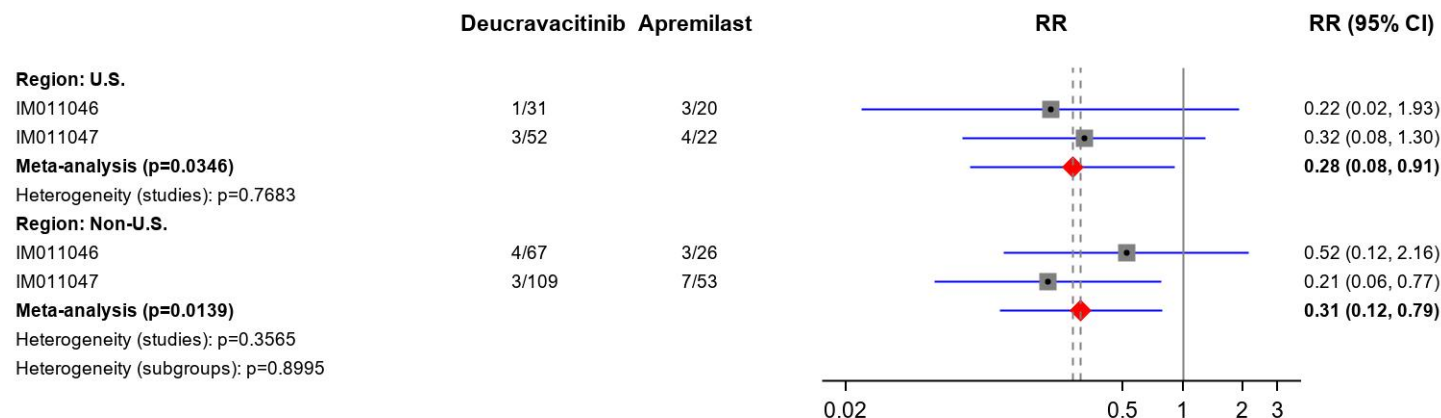 Deucravacitinib Apremilast RR RR (95% CI)
Region: U.S.
IM011046 1/31 3/20 0.22 (0.02, 1.93)
IM011047 3/52 4/22 0.32 (0.08, 1.30)
Meta-analysis (p=0.0346) 0.28 (0.08, 0.91)
Heterogeneity (studies): p=0.7683
Region: Non-U.S.
IM011046 4/67 3/26 0.52 (0.12, 2.16)
IM011047 3/109 7/53 0.21 (0.06, 0.77)
Meta-analysis (p=0.0139) 0.31 (0.12, 0.79)
Heterogeneity (studies): p=0.3565
Heterogeneity (subgroups): p=0.8995
0.02 0.5 1 2 3